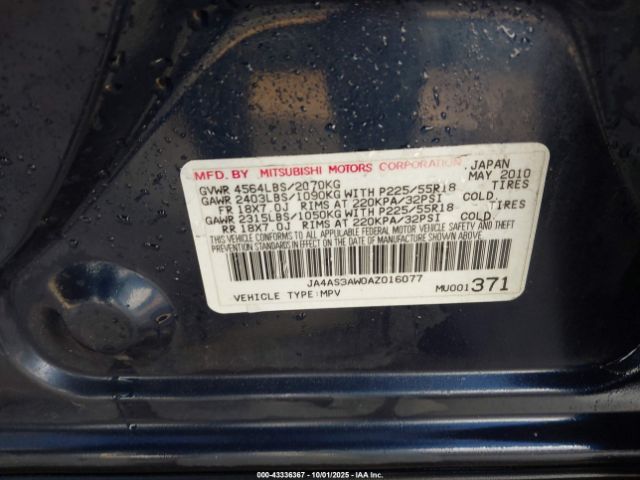 MFD. BY MITSUBISHI MOTORS CORPORATION JAPAN
MAY 2010
GVWR 4564LBS/2070KG
GAWR 2403LBS/1090KG WITH P225/55R18 TIRES
FR 18X7.0J RIMS AT 220KPA/32PSI COLD
GAWR 2315LBS/1050KG WITH P225/55R18 TIRES
RR 18X7.0J RIMS AT 220KPA/32PSI COLD
THIS VEHICLE CONFORMS TO ALL APPLICABLE FEDERAL MOTOR VEHICLE SAFETY AND THEFT
PREVENTION STANDARDS IN EFFECT ON THE DATE OF MANUFACTURE SHOWN ABOVE.
JA4AS3AW0AZ016077
VEHICLE TYPE:MPV MU001371
000-43336367 - 10/01/2025 - © IAA, Inc.